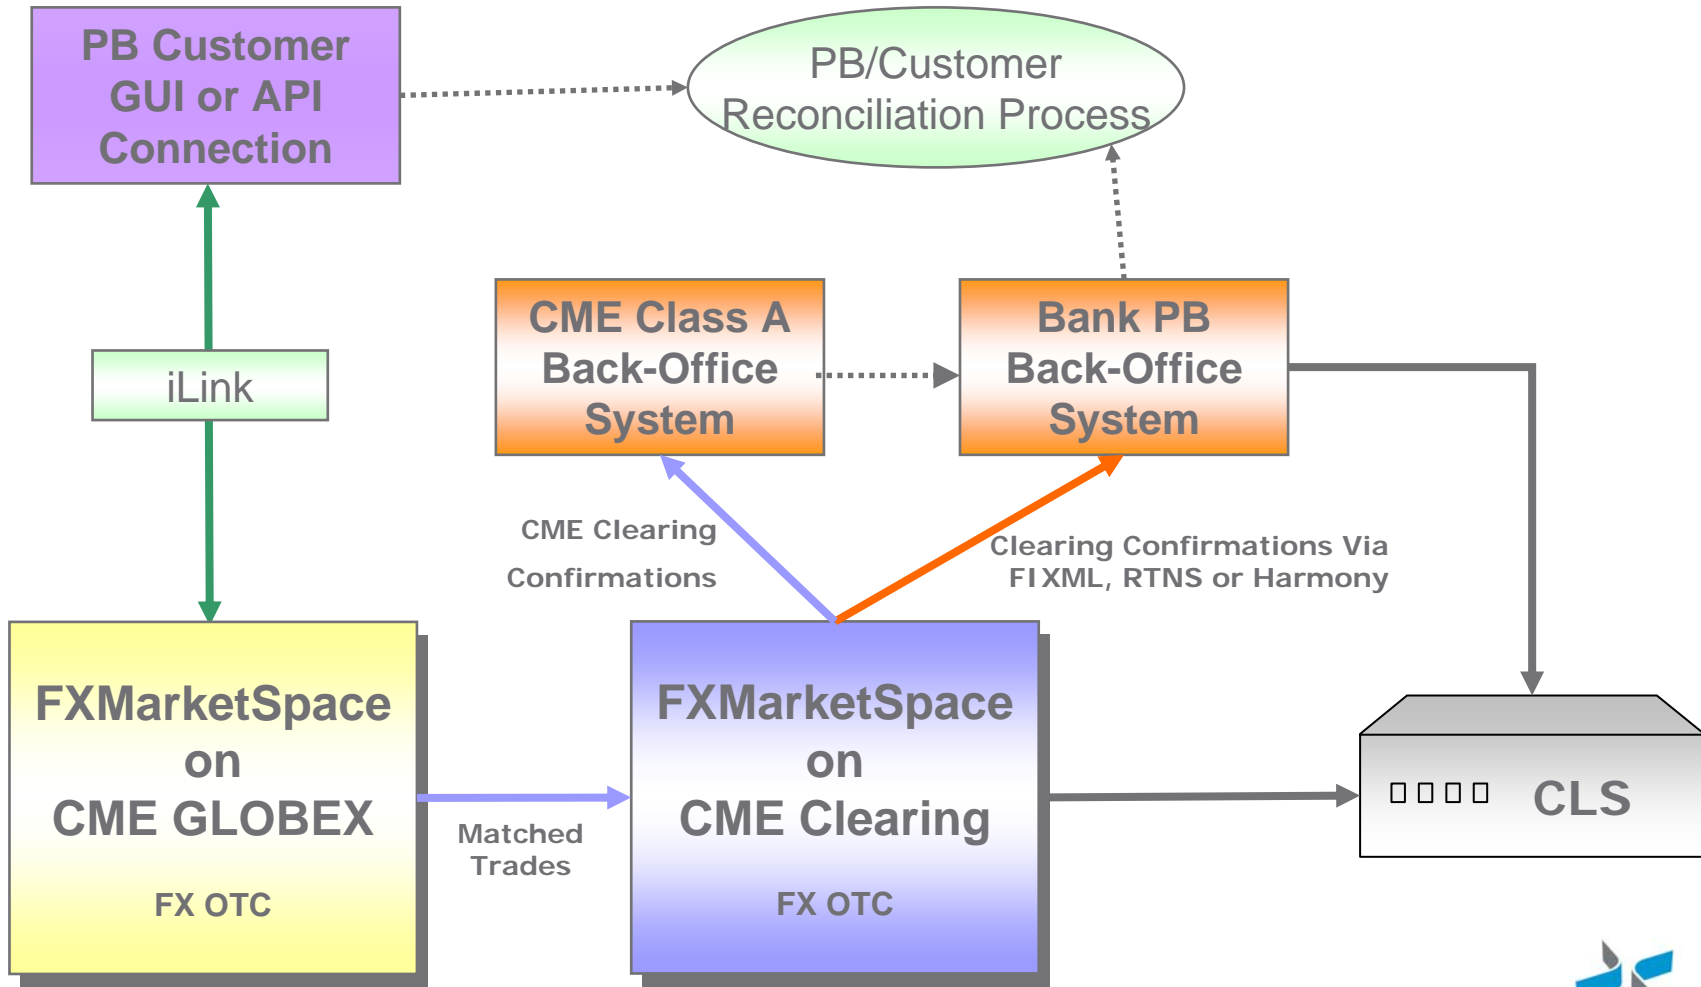 PB Customer
GUI or API
Connection
PB/Customer
Reconciliation Process
iLink
CME Class A
Back-Office
System
Bank PB
Back-Office
System
CME Clearing
Confirmations
Clearing Confirmations Via
FIXML, RTNS or Harmony
FXMarketSpace
on
CME GLOBEX
FX OTC
Matched
Trades
FXMarketSpace
on
CME Clearing
FX OTC
CLS